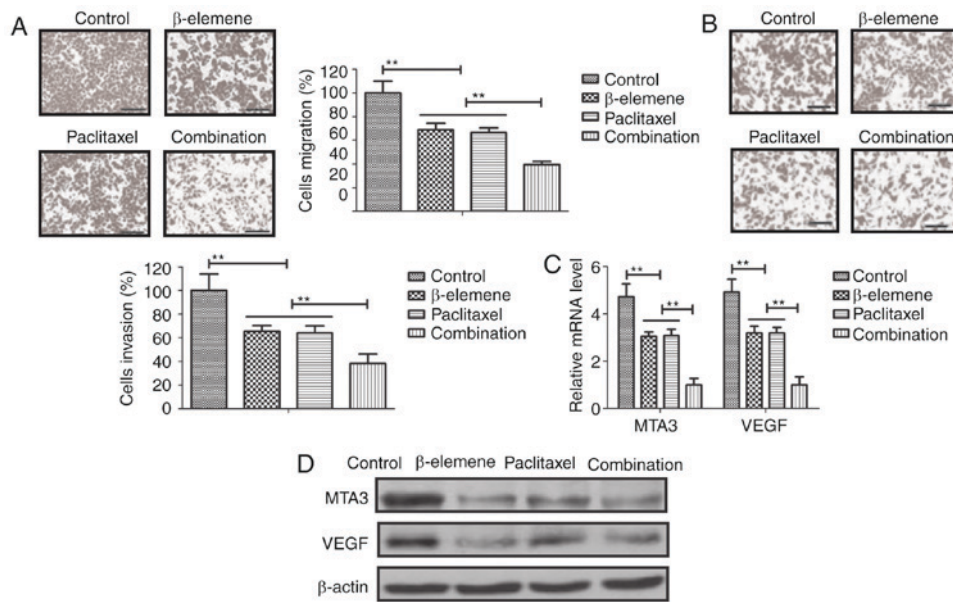 A
Control
β-elemene
Paclitaxel
Combination
Cells migration (%)
120
100
80
60
40
20
0
**
**
Control
β-elemene
Paclitaxel
Combination
B
Control
β-elemene
Paclitaxel
Combination
Cells invasion (%)
120
100
80
60
40
20
0
**
**
Control
β-elemene
Paclitaxel
Combination
C
Relative mRNA level
6
4
2
0
**
**
**
**
MTA3
VEGF
Control
β-elemene
Paclitaxel
Combination
D
Control β-elemene Paclitaxel Combination
MTA3
VEGF
β-actin